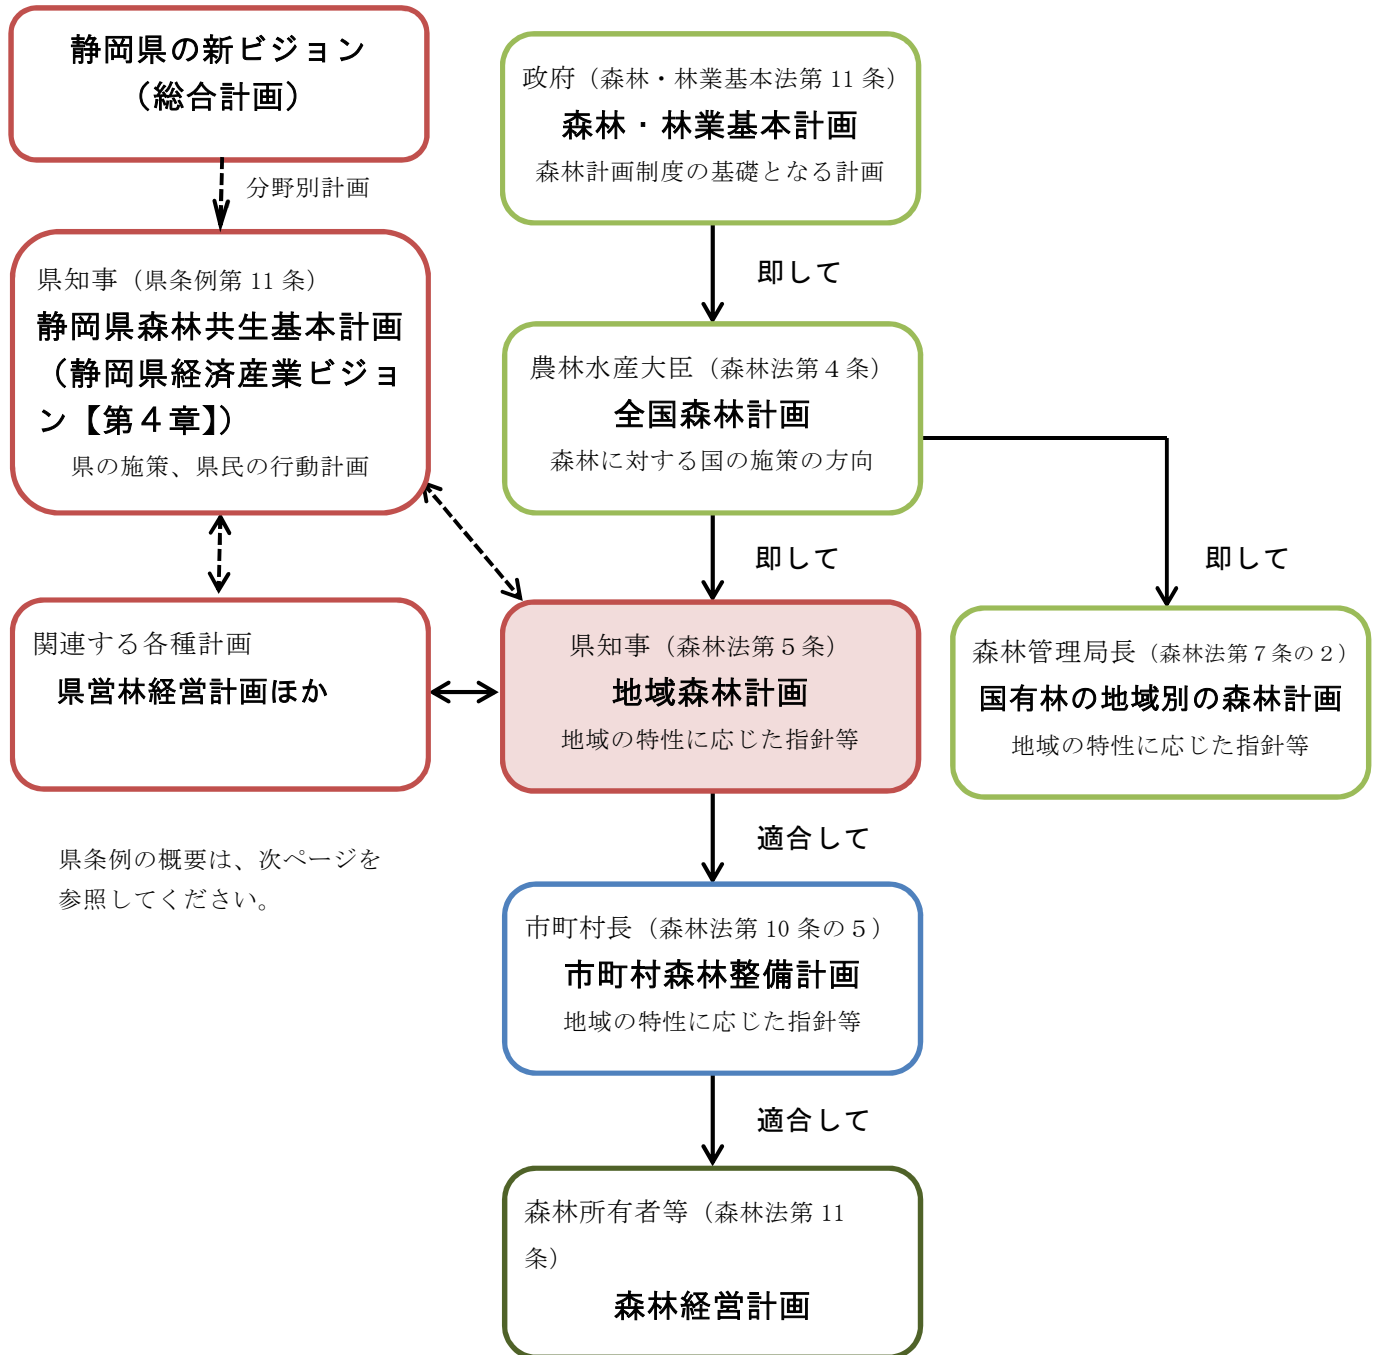 静岡県の新ビジョン
（総合計画）
分野別計画
県知事（県条例第 11 条）
静岡県森林共生基本計画
（静岡県経済産業ビジョ
ン【第４章】）
県の施策、県民の行動計画
関連する各種計画
県営林経営計画ほか
県条例の概要は、次ページを
参照してください。
政府（森林・林業基本法第 11 条）
森林・林業基本計画
森林計画制度の基礎となる計画
即して
農林水産大臣（森林法第４条）
全国森林計画
森林に対する国の施策の方向
即して
即して
県知事（森林法第５条）
地域森林計画
地域の特性に応じた指針等
森林管理局長（森林法第７条の２）
国有林の地域別の森林計画
地域の特性に応じた指針等
適合して
市町村長（森林法第 10 条の５）
市町村森林整備計画
地域の特性に応じた指針等
適合して
森林所有者等（森林法第 11
条）
森林経営計画